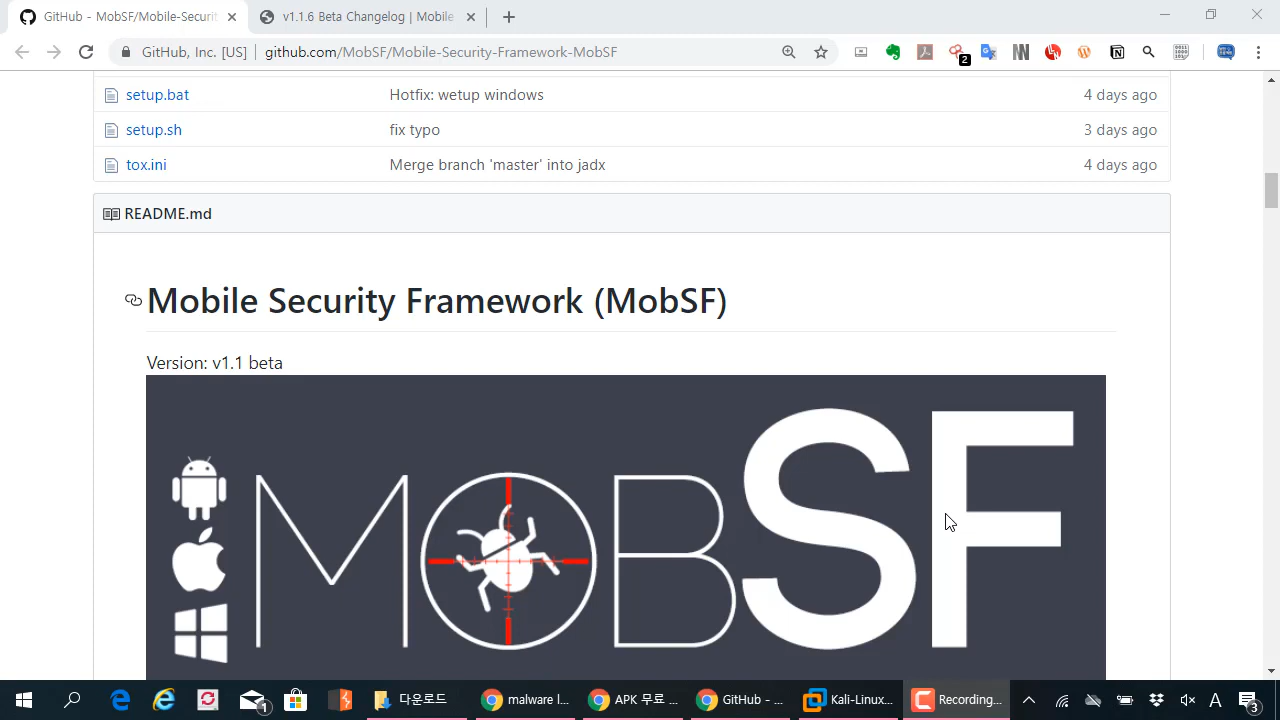 GitHub - MobSF/Mobile-Securit
v1.1.6 Beta Changelog | Mobile
GitHub, Inc. [US]
github.com/MobSF/Mobile-Security-Framework-MobSF
2
setup.bat
Hotfix: wetup windows
4 days ago
setup.sh
fix typo
3 days ago
tox.ini
Merge branch 'master' into jadx
4 days ago
README.md
Mobile Security Framework (MobSF)
Version: v1.1 beta
MOBSF
1
다운로드
malware l...
APK 무료 ...
GitHub - ...
Kali-Linux...
Recording...
A
3